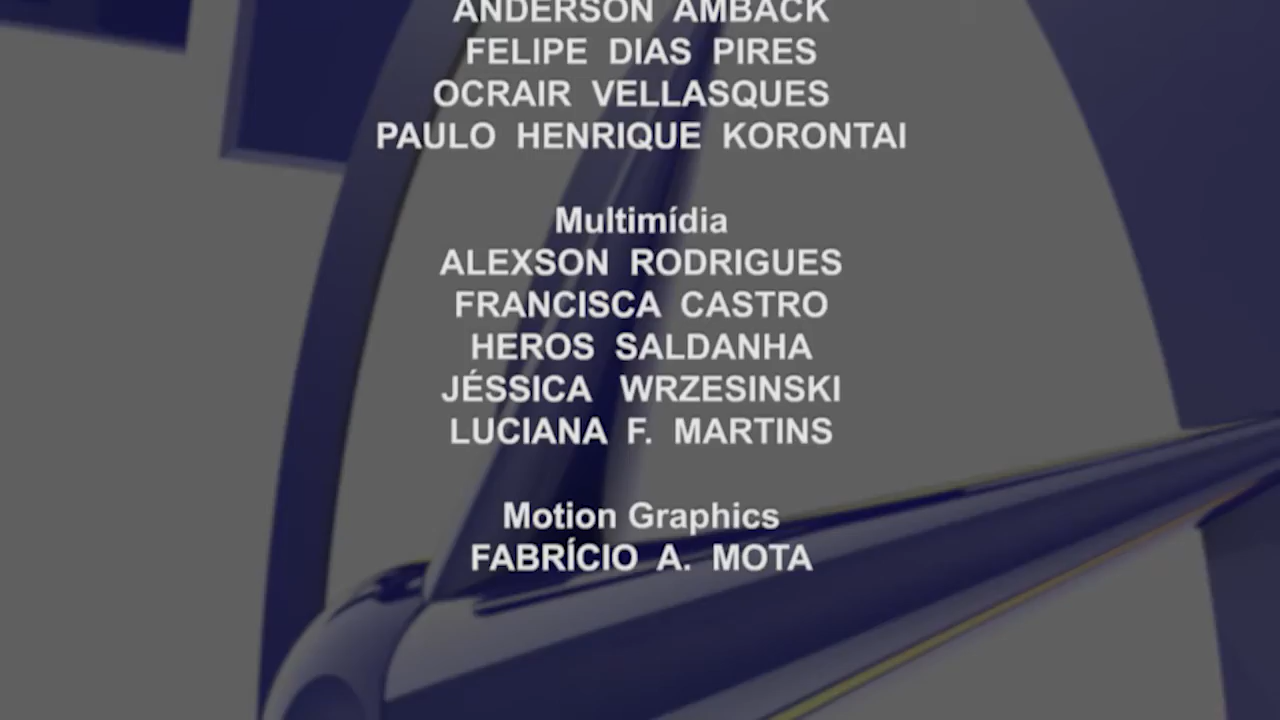 ANDERSON AMBACK
FELIPE DIAS PIRES
OCRAIR VELLASQUES
PAULO HENRIQUE KORONTAI
Multimídia
ALEXSON RODRIGUES
FRANCISCA CASTRO
HEROS SALDANHA
JÉSSICA WRZESINSKI
LUCIANA F. MARTINS
Motion Graphics
FABRÍCIO A. MOTA